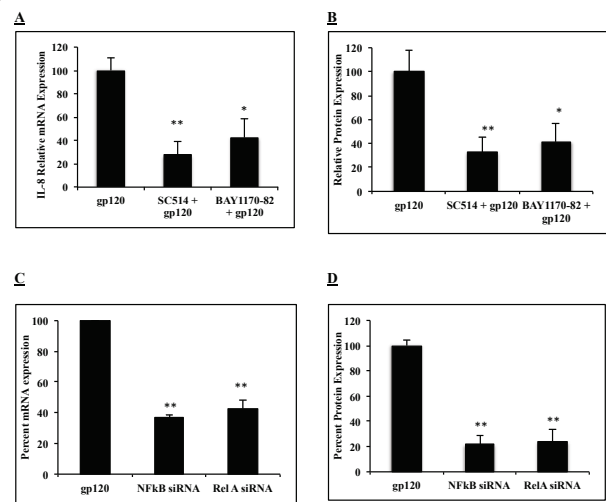 A
IL-8 Relative mRNA Expression
120
100
80
60
40
20
0
**
*
gp120
SC514 + gp120
BAY1170-82 + gp120
B
Relative Protein Expression
120
100
80
60
40
20
0
**
*
gp120
SC514 + gp120
BAY1170-82 + gp120
C
Percent mRNA expression
100
80
60
40
20
0
**
**
gp120
NFkB siRNA
RelA siRNA
D
Percent Protein Expression
120
100
80
60
40
20
0
**
**
gp120
NFkB siRNA
RelA siRNA